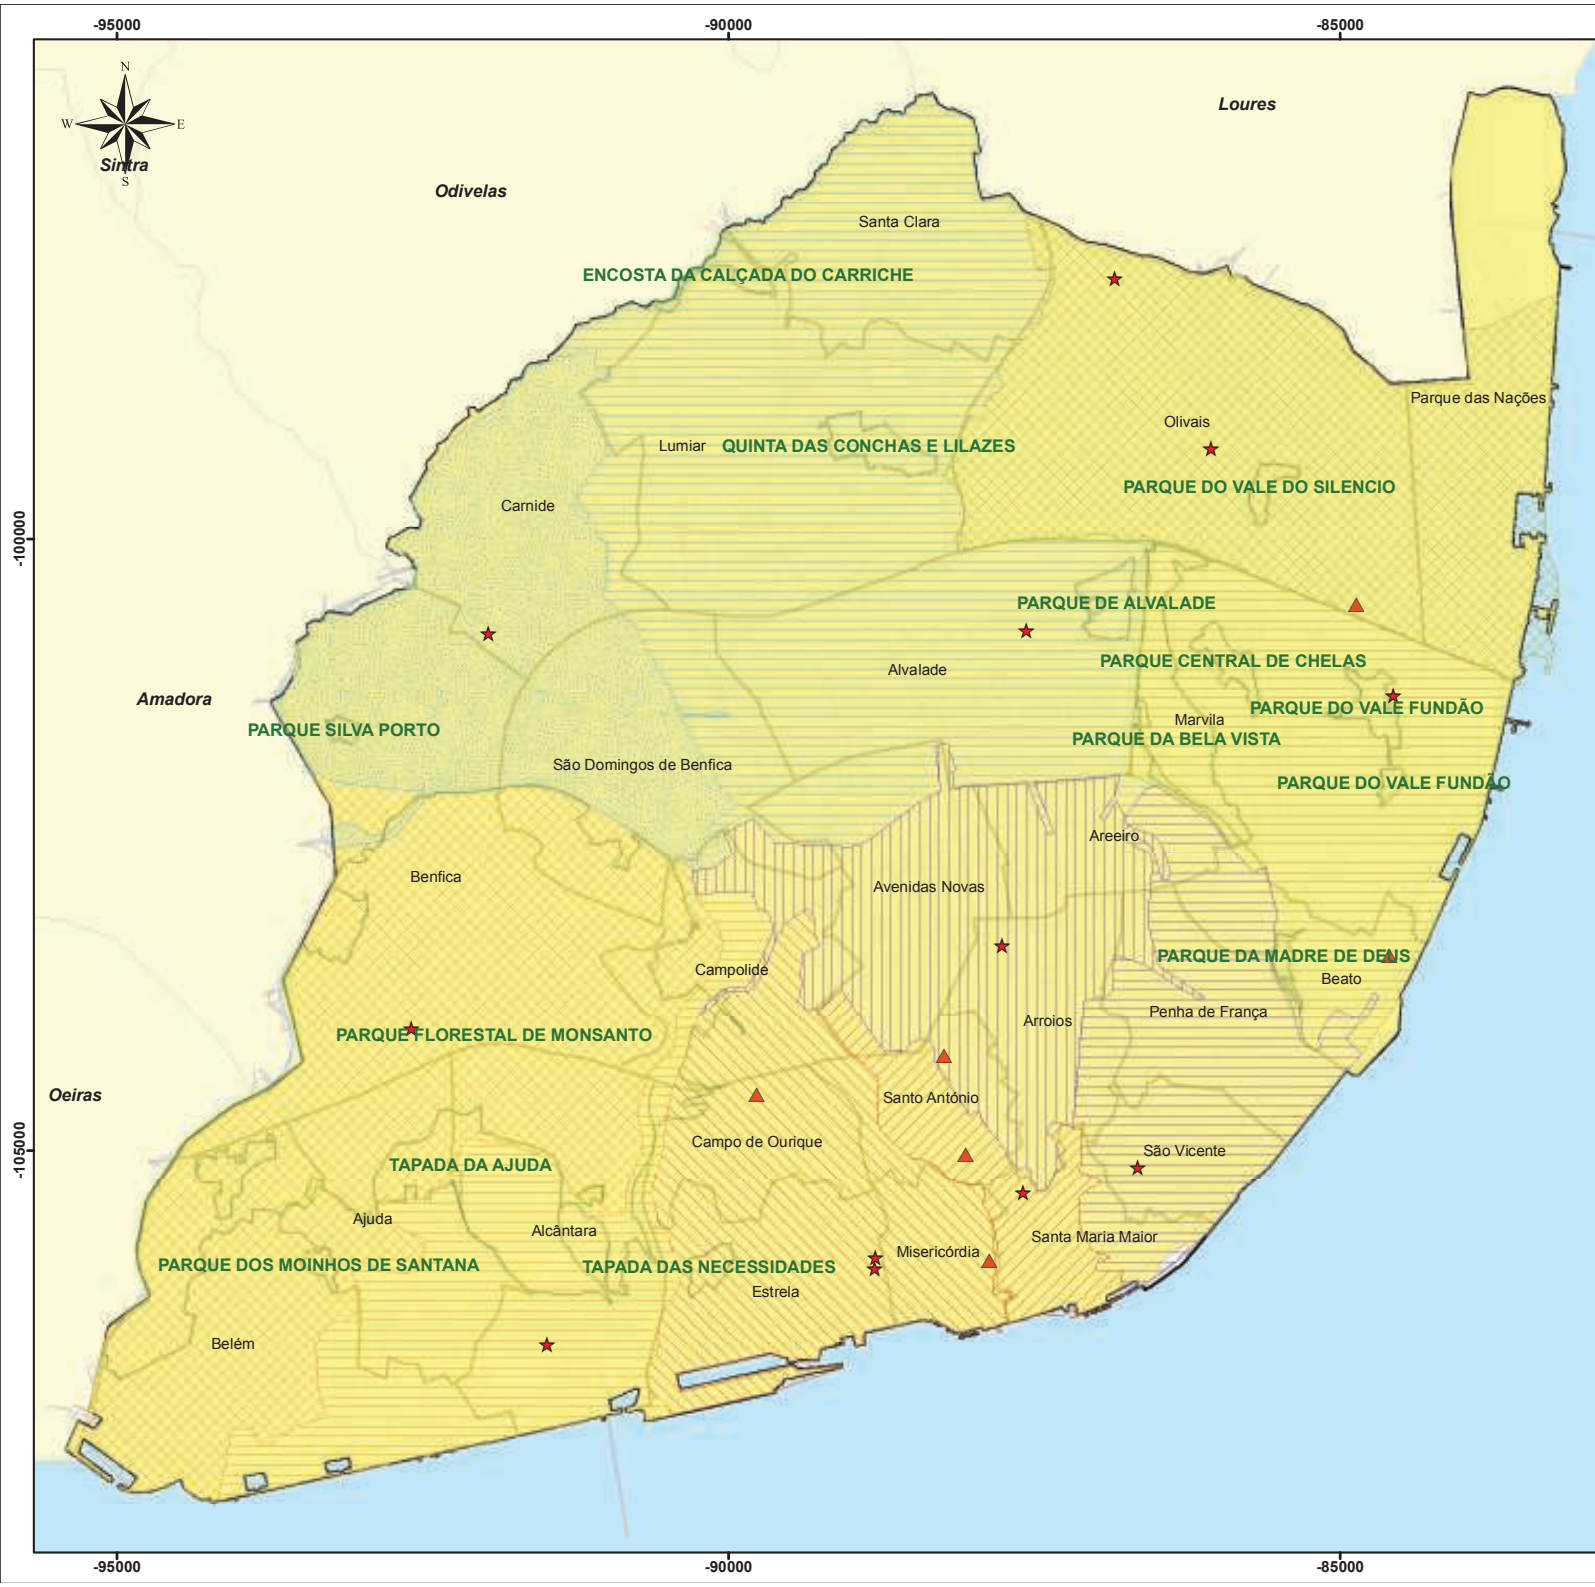 -95000
-90000
-85000
N
W
E
S
Sintra
Loures
Odivelas
Santa Clara
ENCOSTA DA CALÇADA DO CARRICHE
Parque das Nações
Olivais
Lumiar
QUINTA DAS CONCHAS E LILAZES
PARQUE DO VALE DO SILENCIO
Carnide
-100000
PARQUE DE ALVALADE
PARQUE CENTRAL DE CHELAS
Alvalade
Amadora
PARQUE DO VALE FUNDÃO
Marvila
PARQUE SILVA PORTO
PARQUE DA BELA VISTA
São Domingos de Benfica
PARQUE DO VALE FUNDÃO
Areeiro
Benfica
Avenidas Novas
PARQUE DA MADRE DE DEUS
Campolide
Beato
Penha de França
Arroios
PARQUE FLORESTAL DE MONSANTO
Oeiras
Santo António
Campo de Ourique
-105000
São Vicente
TAPADA DA AJUDA
Ajuda
Alcântara
Santa Maria Maior
Misericórdia
PARQUE DOS MOINHOS DE SANTANA
TAPADA DAS NECESSIDADES
Estrela
Belém
-95000
-90000
-85000